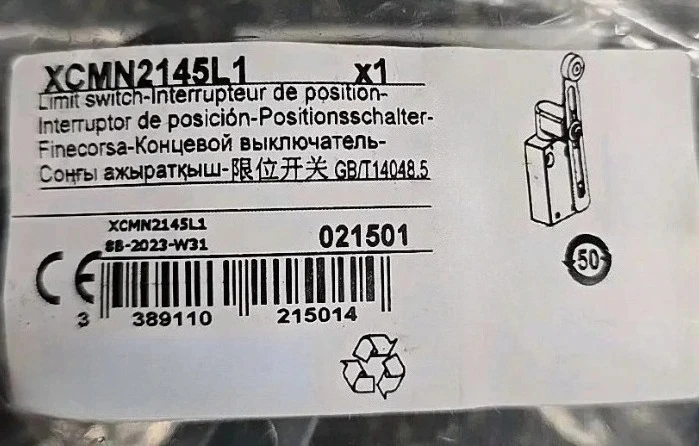 XCMN2145L1 X1
Limit switch-Interrupteur de position-
Interruptor de posición-Positionsschalter-
Finecorsa-Концевой выключатель-
Соңғы ажыратқыш-限位开关 GB/T14048.5
XCMN2145L1
8B-2023-W31
021501
CE
3 389110 215014
50